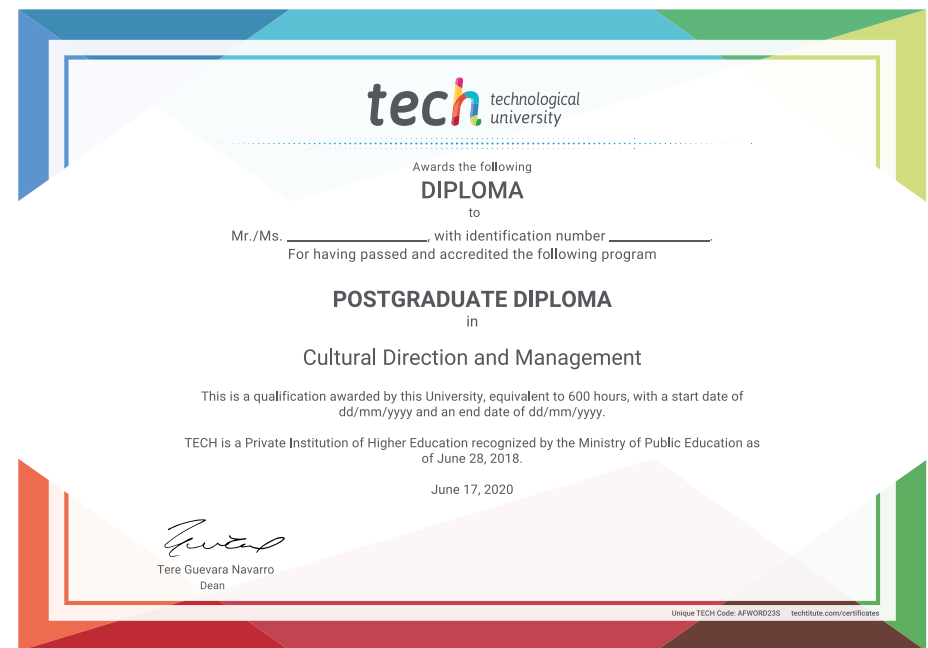 tech technological
university
Awards the following
DIPLOMA
to
Mr./Ms. ____________, with identification number ____________.
For having passed and accredited the following program
POSTGRADUATE DIPLOMA
in
Cultural Direction and Management
This is a qualification awarded by this University, equivalent to 600 hours, with a start date of
dd/mm/yyyy and an end date of dd/mm/yyyy.
TECH is a Private Institution of Higher Education recognized by the Ministry of Public Education as
of June 28, 2018.
June 17, 2020
Tere Guevara Navarro
Dean
Unique TECH Code: AFWORD23S techtitute.com/certificates